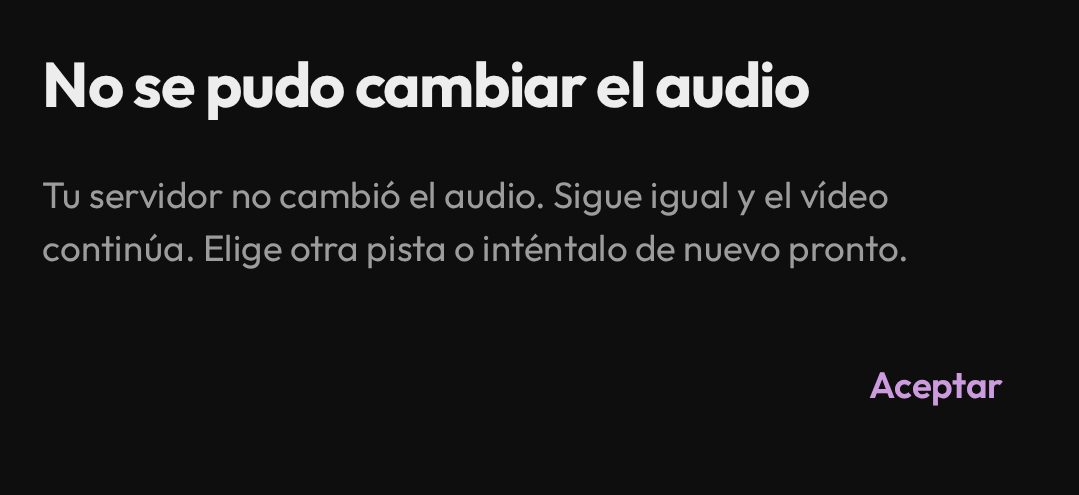 No se pudo cambiar el audio
Tu servidor no cambió el audio. Sigue igual y el vídeo
continúa. Elige otra pista o inténtalo de nuevo pronto.
Aceptar